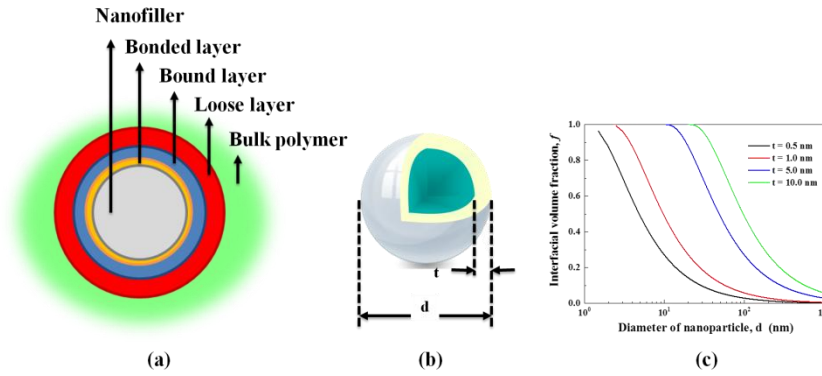 Nanofiller
Bonded layer
Bound layer
Loose layer
Bulk polymer
(a)
t
d
(b)
Interfacial volume fraction, f
1.0
0.8
0.6
0.4
0.2
0.0
t = 0.5 nm
t = 1.0 nm
t = 5.0 nm
t = 10.0 nm
10⁰
10¹
10²
Diameter of nanoparticle, d (nm)
(c)